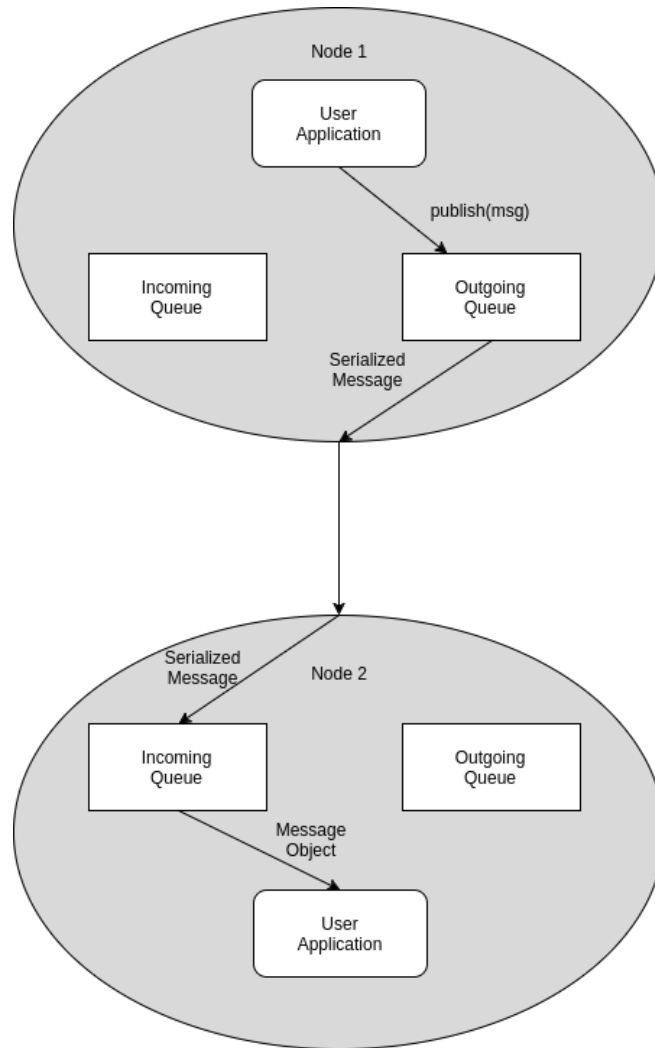 Node 1
User
Application
publish(msg)
Incoming
Queue
Outgoing
Queue
Serialized
Message
Serialized
Message
Node 2
Incoming
Queue
Outgoing
Queue
Message
Object
User
Application